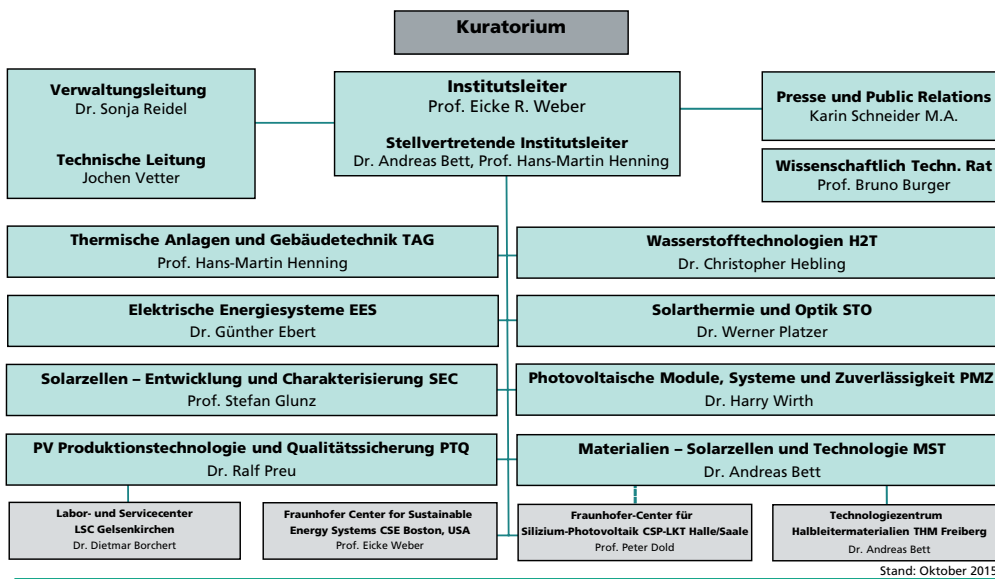 Kuratorium
Verwaltungsleitung
Dr. Sonja Reidel
Technische Leitung
Jochen Vetter
Institutsleiter
Prof. Eicke R. Weber
Stellvertretende Institutsleiter
Dr. Andreas Bett, Prof. Hans-Martin Henning
Presse und Public Relations
Karin Schneider M.A.
Wissenschaftlich Techn. Rat
Prof. Bruno Burger
Thermische Anlagen und Gebäudetechnik TAG
Prof. Hans-Martin Henning
Wasserstofftechnologien H2T
Dr. Christopher Hebling
Elektrische Energiesysteme EES
Dr. Günther Ebert
Solarthermie und Optik STO
Dr. Werner Platzer
Solarzellen – Entwicklung und Charakterisierung SEC
Prof. Stefan Glunz
Photovoltaische Module, Systeme und Zuverlässigkeit PMZ
Dr. Harry Wirth
PV Produktionstechnologie und Qualitätssicherung PTQ
Dr. Ralf Preu
Materialien – Solarzellen und Technologie MST
Dr. Andreas Bett
Labor- und Servicecenter
LSC Gelsenkirchen
Dr. Dietmar Borchert
Fraunhofer Center for Sustainable
Energy Systems CSE Boston, USA
Prof. Eicke Weber
Fraunhofer-Center für
Silizium-Photovoltaik CSP-LKT Halle/Saale
Prof. Peter Dold
Technologiezentrum
Halbleitermaterialien THM Freiberg
Dr. Andreas Bett
Stand: Oktober 2015